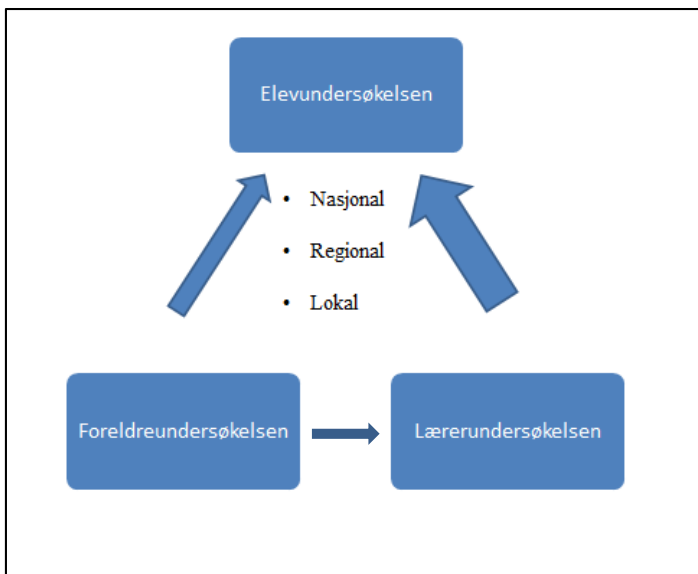 Elevundersøkelsen
• Nasjonal
• Regional
• Lokal
Foreldreundersøkelsen
Lærerundersøkelsen